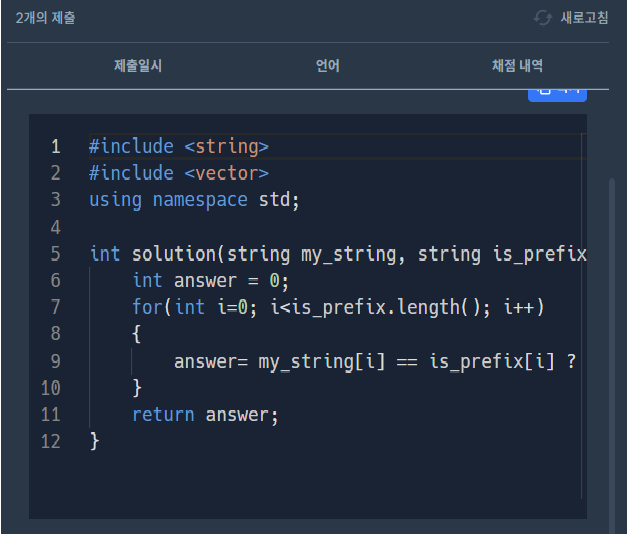 2개의 제출
새로고침
제출일시 언어 채점 내역
1 #include <string>
2 #include <vector>
3 using namespace std;
4
5 int solution(string my_string, string is_prefix
6 int answer = 0;
7 for(int i=0; i<is_prefix.length(); i++)
8 {
9 answer= my_string[i] == is_prefix[i] ?
10 }
11 return answer;
12 }